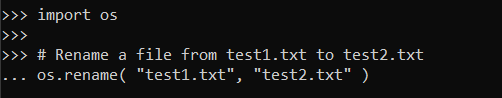 >>> import os
>>>
>>> # Rename a file from test1.txt to test2.txt
... os.rename( "test1.txt", "test2.txt" )